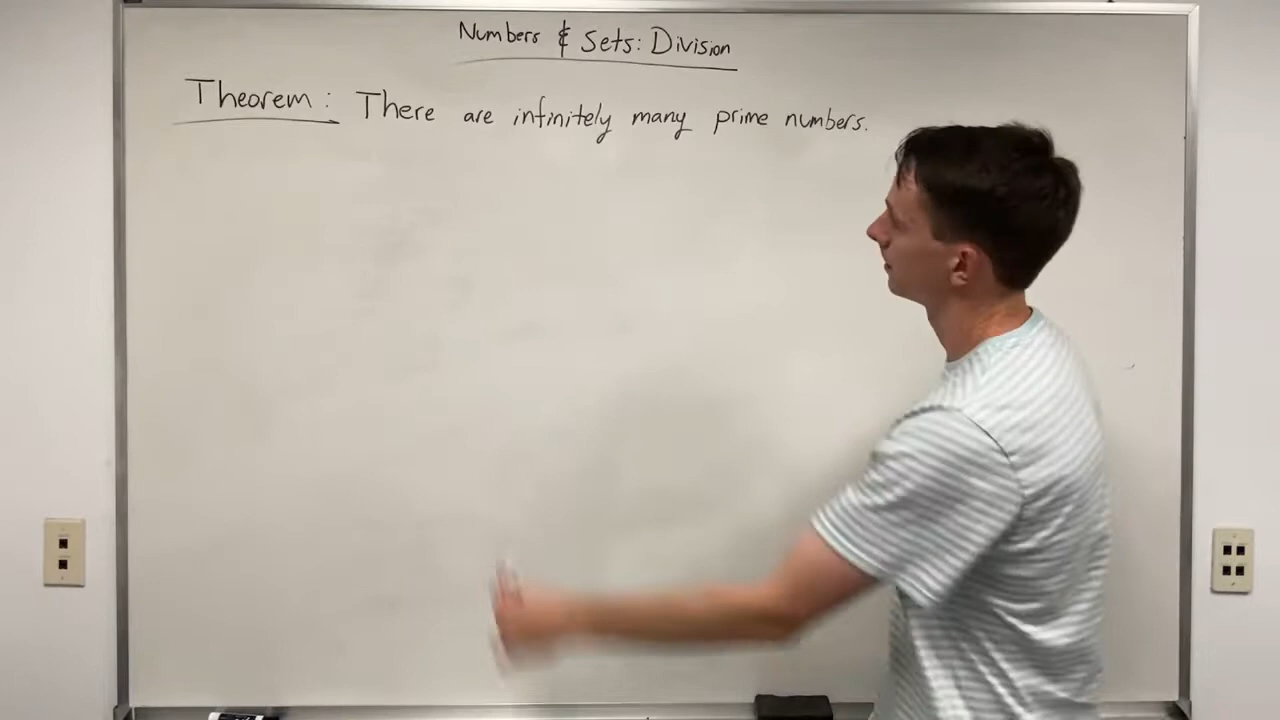 Numbers & Sets: Division
Theorem: There are infinitely many prime numbers.